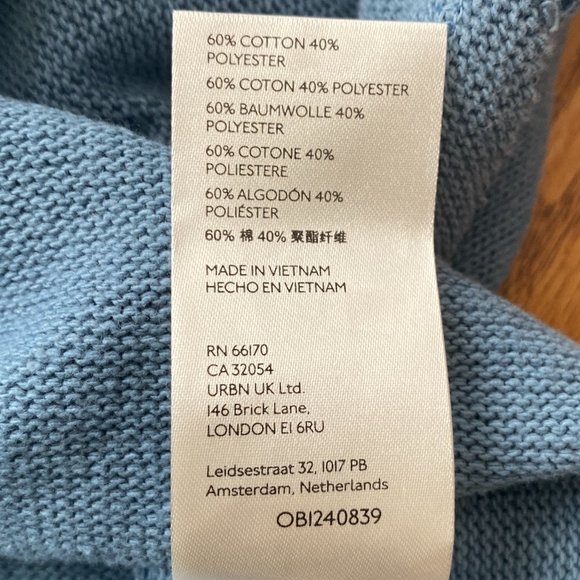 60% COTTON 40%
POLYESTER
60% COTON 40% POLYESTER
60% BAUMWOLLE 40%
POLYESTER
60% COTONE 40%
POLIESTERE
60% ALGODÓN 40%
POLIÉSTER
60% 棉 40% 聚酯纤维
MADE IN VIETNAM
HECHO EN VIETNAM
RN 66170
CA 32054
URBN UK Ltd.
146 Brick Lane,
LONDON E1 6RU
Leidsestraat 32, 1017 PB
Amsterdam, Netherlands
OB1240839